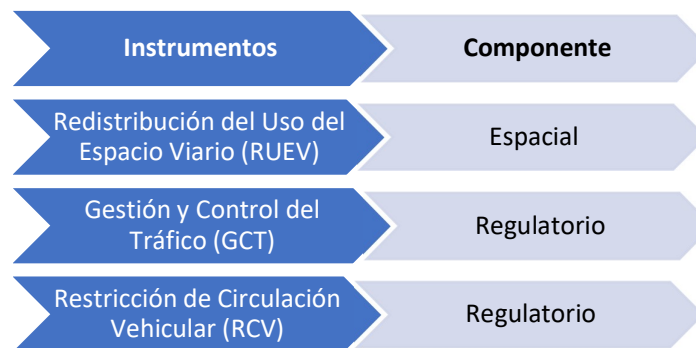 Instrumentos
Componente
Redistribución del Uso del
Espacio Viario (RUEV)
Espacial
Gestión y Control del
Tráfico (GCT)
Regulatorio
Restricción de Circulación
Vehicular (RCV)
Regulatorio